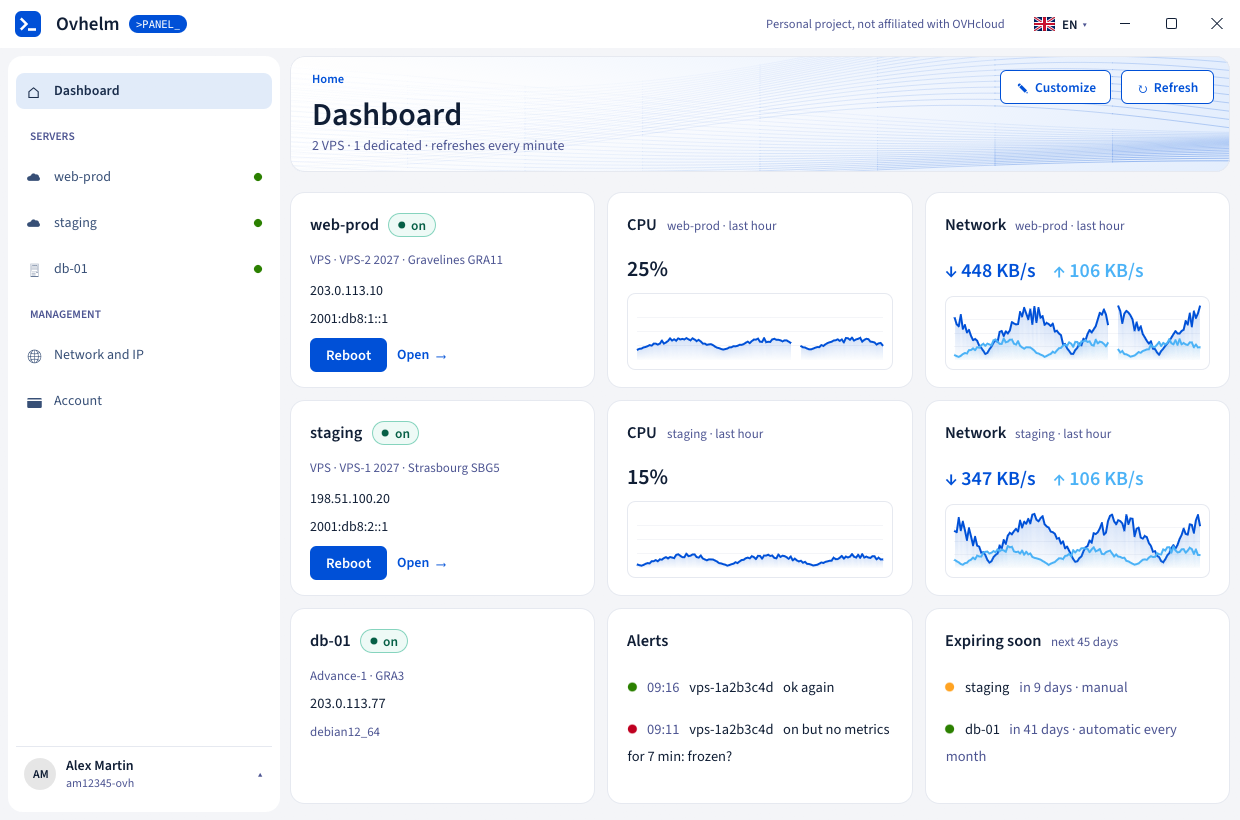 Ovhelm >PANEL_
Personal project, not affiliated with OVHcloud
EN
Dashboard
SERVERS
web-prod
staging
db-01
MANAGEMENT
Network and IP
Account
AM
Alex Martin
am12345-ovh
Home
Dashboard
2 VPS · 1 dedicated · refreshes every minute
Customize
Refresh
web-prod on
VPS · VPS-2 2027 · Gravelines GRA11
203.0.113.10
2001:db8:1::1
Reboot Open →
CPU web-prod · last hour
25%
Network web-prod · last hour
↓ 448 KB/s ↑ 106 KB/s
staging on
VPS · VPS-1 2027 · Strasbourg SBG5
198.51.100.20
2001:db8:2::1
Reboot Open →
CPU staging · last hour
15%
Network staging · last hour
↓ 347 KB/s ↑ 106 KB/s
db-01 on
Advance-1 · GRA3
203.0.113.77
debian12_64
Alerts
09:16 vps-1a2b3c4d ok again
09:11 vps-1a2b3c4d on but no metrics
for 7 min: frozen?
Expiring soon next 45 days
staging in 9 days · manual
db-01 in 41 days · automatic every
month